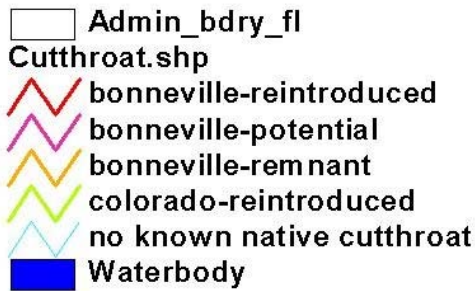 Admin_bdry_fl
Cutthroat.shp
bonneville-reintroduced
bonneville-potential
bonneville-remnant
colorado-reintroduced
no known native cutthroat
Waterbody